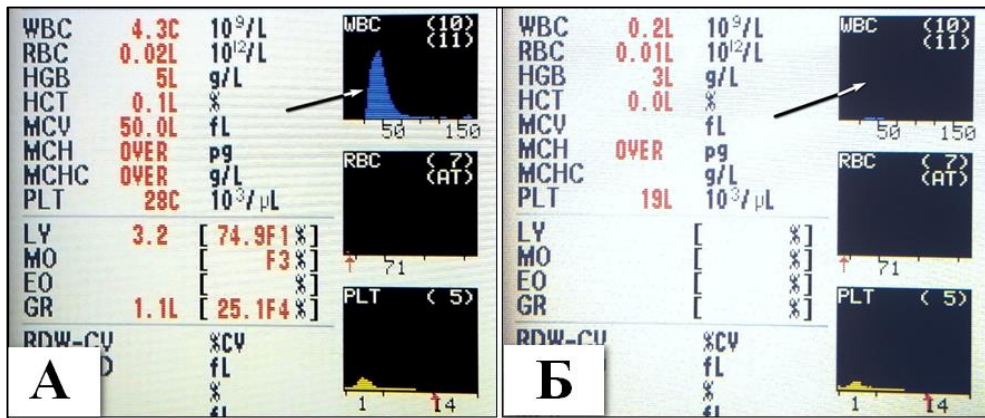 WBC 4.3C 10⁹/L
RBC 0.02L 10¹²/L
HGB 5L g/L
HCT 0.1L %
MCV 50.0L fL
MCH OVER pg
MCHC OVER g/L
PLT 28C 10³/µL
LY 3.2 [ 74.9F1%]
MO [ F3 %]
EO [ %]
GR 1.1L [ 25.1F4%]
RDW-CV %CV
D fL
%
fL
WBC (10)
(11)
50 150
RBC ( 7)
(AT)
71
PLT ( 5)
1 14
А
WBC 0.2L 10⁹/L
RBC 0.01L 10¹²/L
HGB 3L g/L
HCT 0.0L %
MCV fL
MCH OVER pg
MCHC g/L
PLT 19L 10³/µL
LY [ %]
MO [ %]
EO [ %]
GR [ %]
RDW-CV %CV
fL
%
fL
WBC (10)
(11)
50 150
RBC ( 7)
(AT)
71
PLT ( 5)
1 14
Б